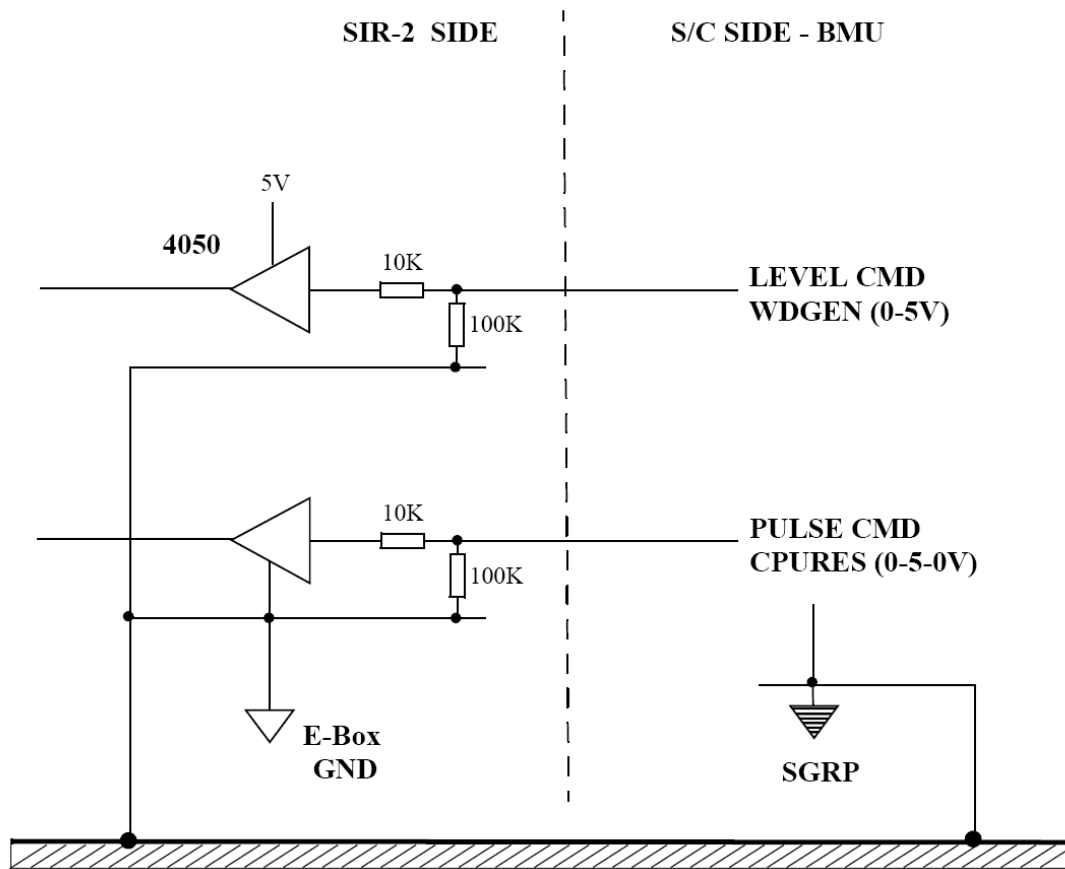 SIR-2 SIDE
S/C SIDE - BMU
5V
4050
10K
100K
LEVEL CMD
WDGEN (0-5V)
10K
100K
PULSE CMD
CPURES (0-5-0V)
E-Box
GND
SGRP